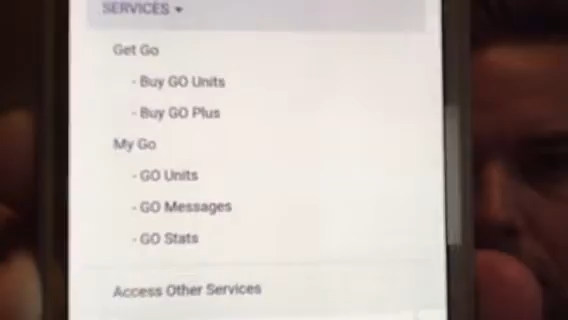 SERVICES
Get Go
- Buy GO Units
- Buy GO Plus
My Go
- GO Units
- GO Messages
- GO Stats
Access Other Services